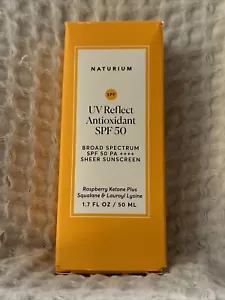 NATURIUM
SPF
UV Reflect
Antioxidant
SPF 50
BROAD SPECTRUM
SPF 50 PA ++++
SHEER SUNSCREEN
Raspberry Ketone Plus
Squalane & Lauroyl Lysine
1.7 FL OZ / 50 ML